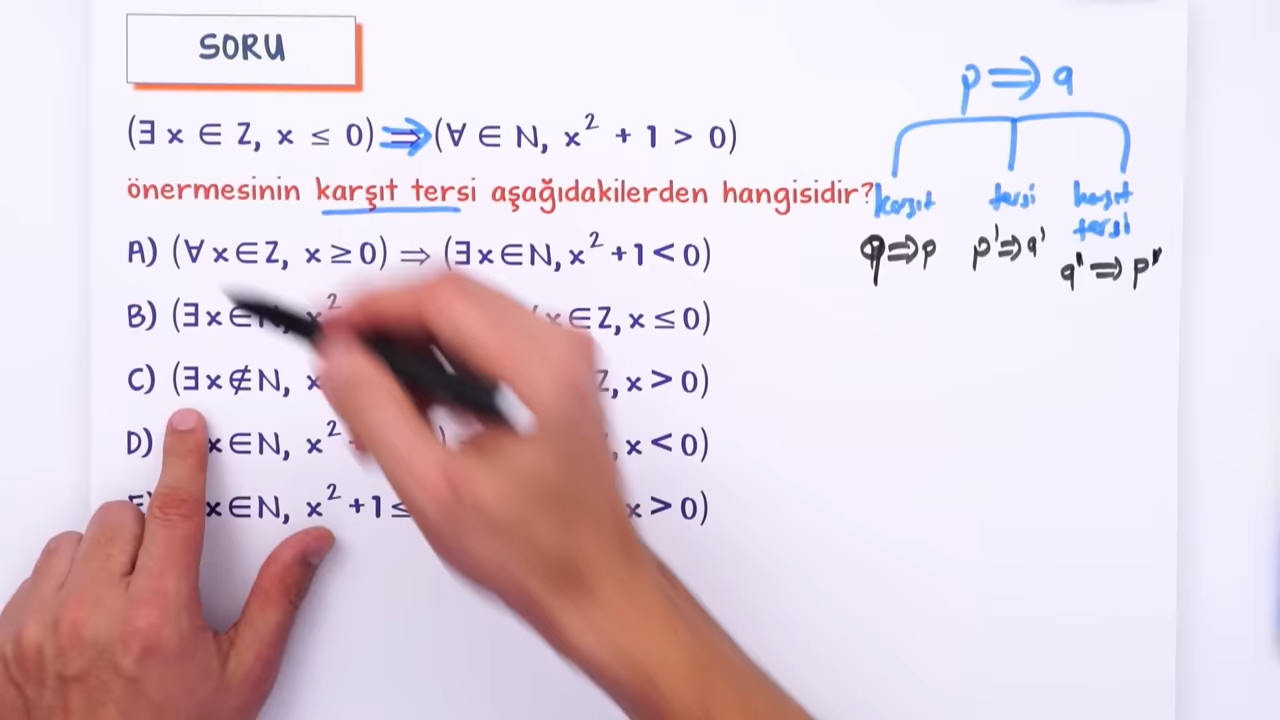 SORU
(∃ x ∈ Z, x ≤ 0) ⇒ (∀ ∈ N, x² + 1 > 0)
önermesinin karşıt tersi aşağıdakilerden hangisidir?
A) (∀ x ∈ Z, x ≥ 0) ⇒ (∃ x ∈ N, x² + 1 < 0)
B) (∃ x ∈ N, x² x ∈ Z, x ≤ 0)
C) (∃ x ∉ N, x Z, x > 0)
D) x ∈ N, x² , x < 0)
x ∈ N, x² + 1 ≤ x > 0)
p ⇒ q
karşıt
tersi
karşıt
tersi
q ⇒ p
p' ⇒ q'
q' ⇒ p'